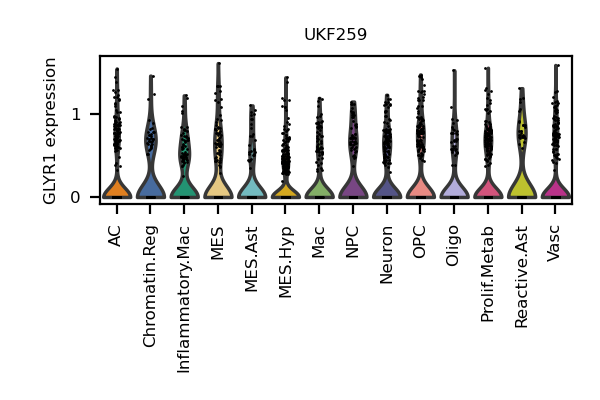 UKF259
GLYR1 expression
1
0
AC
Chromatin.Reg
Inflammatory.Mac
MES
MES.Ast
MES.Hyp
Mac
NPC
Neuron
OPC
Oligo
Prolif.Metab
Reactive.Ast
Vasc